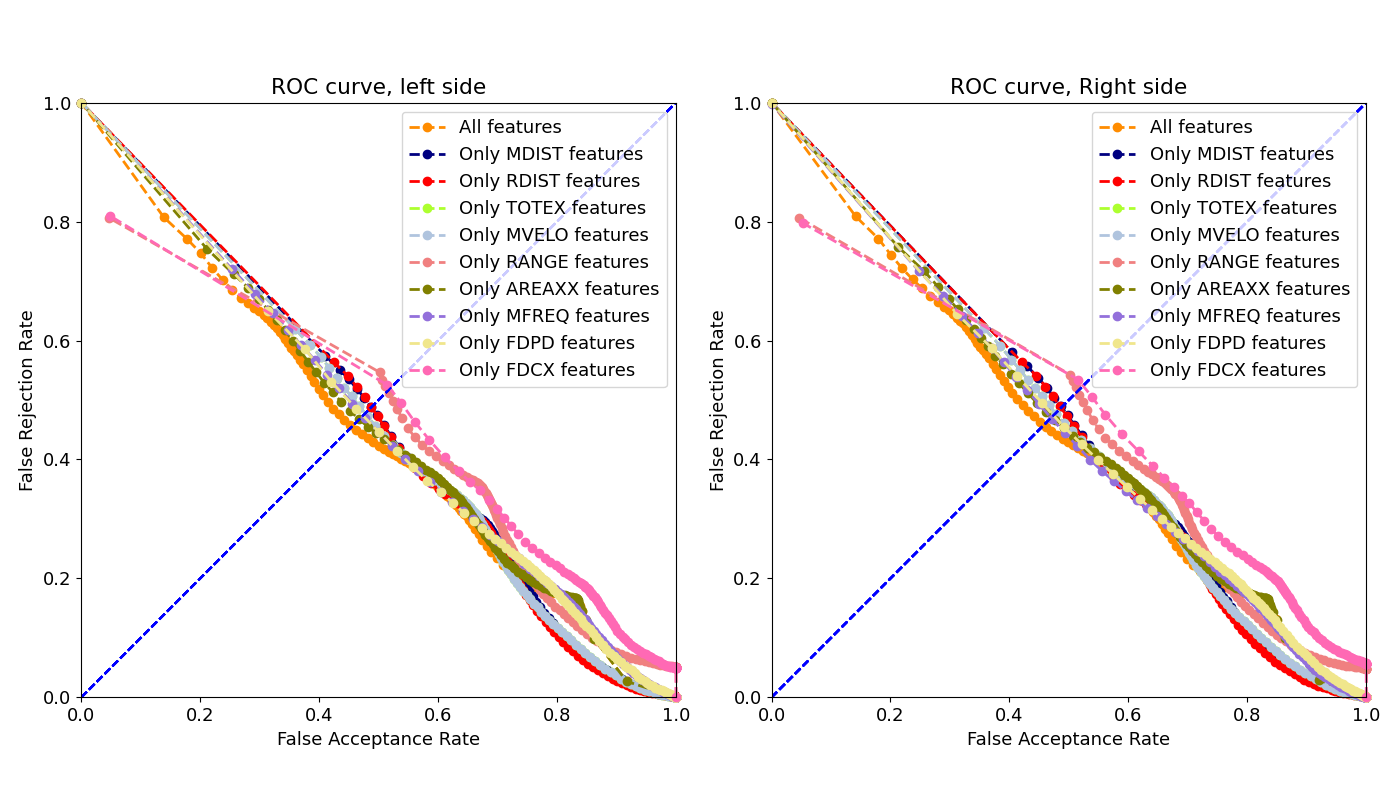 ROC curve, left side
1.0
0.8
0.6
0.4
0.2
0.0
False Rejection Rate
All features
Only MDIST features
Only RDIST features
Only TOTEX features
Only MVELO features
Only RANGE features
Only AREAXX features
Only MFREQ features
Only FDPD features
Only FDCX features
0.0 0.2 0.4 0.6 0.8 1.0
False Acceptance Rate
ROC curve, Right side
1.0
0.8
0.6
0.4
0.2
0.0
False Rejection Rate
All features
Only MDIST features
Only RDIST features
Only TOTEX features
Only MVELO features
Only RANGE features
Only AREAXX features
Only MFREQ features
Only FDPD features
Only FDCX features
0.0 0.2 0.4 0.6 0.8 1.0
False Acceptance Rate